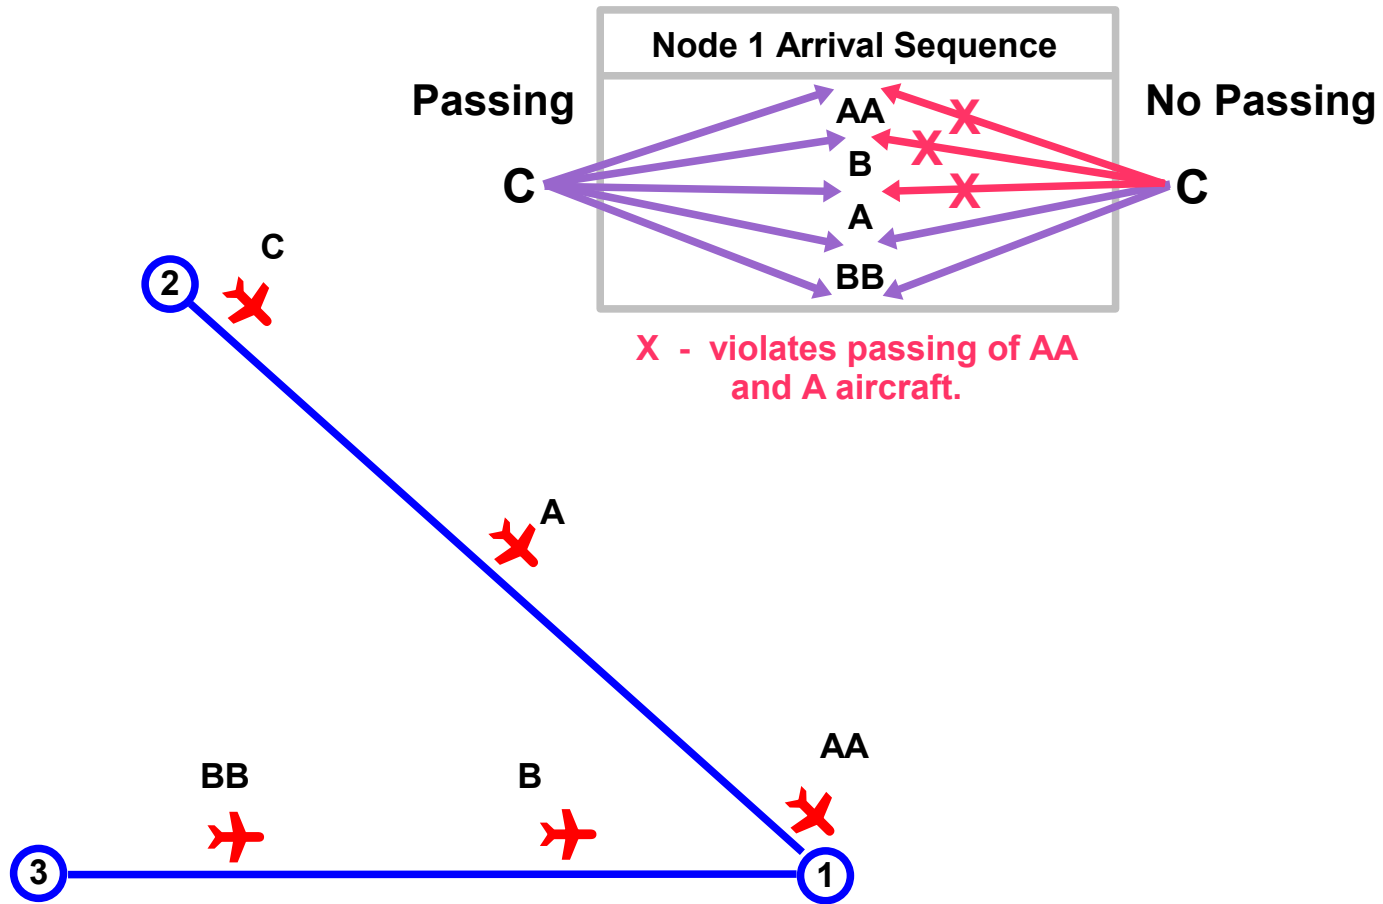 Node 1 Arrival Sequence
Passing
No Passing
AA
B
A
BB
C
C
X
X
X
X - violates passing of AA
and A aircraft.
C
2
A
AA
BB
B
3
1